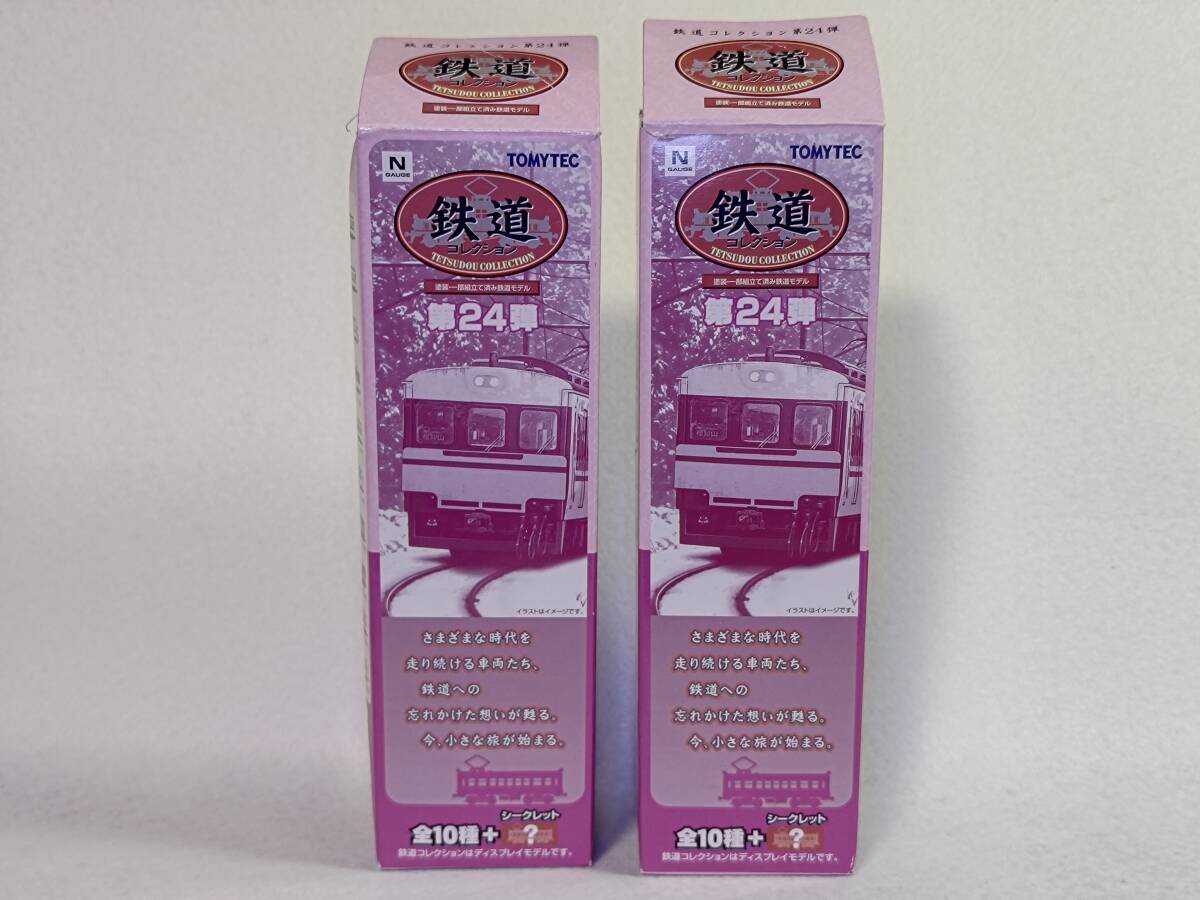 鉄道コレクション第24弾
鉄道
コレクション
TETSUDOU COLLECTION
塗装一部組立て済み鉄道モデル
N
GAUGE
TOMYTEC
鉄道
コレクション
TETSUDOU COLLECTION
塗装一部組立て済み鉄道モデル
第24弾
イラストはイメージです。
さまざまな時代を
走り続ける車両たち、
鉄道への
忘れかけた想いが甦る。
今、小さな旅が始まる。
シークレット
全10種+?
鉄道コレクションはディスプレイモデルです。
鉄道コレクション第24弾
鉄道
コレクション
TETSUDOU COLLECTION
塗装一部組立て済み鉄道モデル
N
GAUGE
TOMYTEC
鉄道
コレクション
TETSUDOU COLLECTION
塗装一部組立て済み鉄道モデル
第24弾
イラストはイメージです。
さまざまな時代を
走り続ける車両たち、
鉄道への
忘れかけた想いが甦る。
今、小さな旅が始まる。
シークレット
全10種+?
鉄道コレクションはディスプレイモデルです。